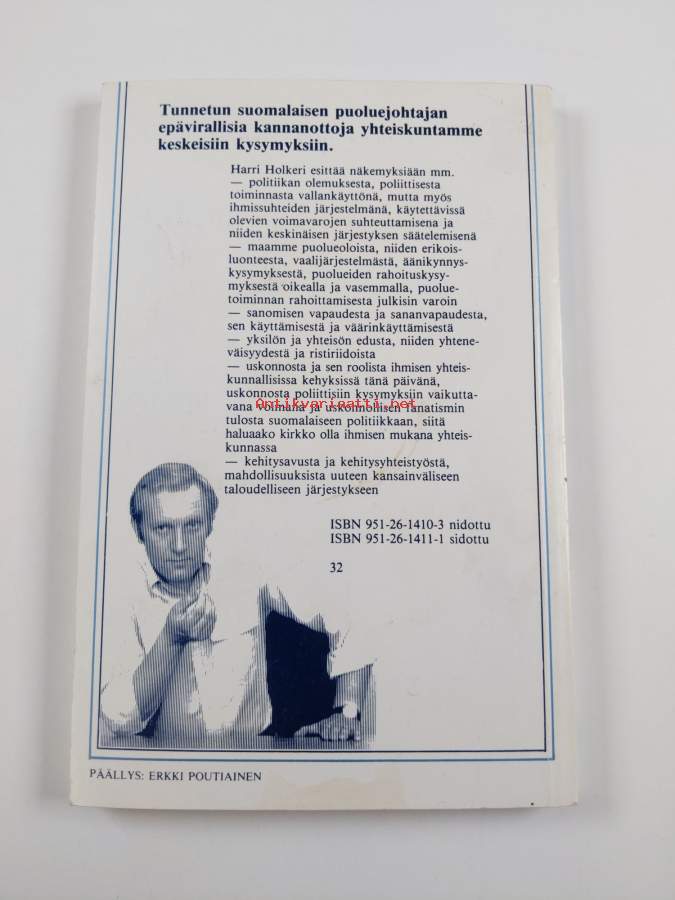 Tunnetun suomalaisen puoluejohtajan
epävirallisia kannanottoja yhteiskuntamme
keskeisiin kysymyksiin.
Harri Holkeri esittää näkemyksiään mm.
— politiikan olemuksesta, poliittisesta
toiminnasta vallankäyttönä, mutta myös
ihmissuhteiden järjestelmänä, käytettävissä
olevien voimavarojen suhteuttamisena ja
niiden keskinäisen järjestyksen säätelemisenä
— maamme puolueoloista, niiden erikois-
luonteesta, vaalijärjestelmästä, äänikynnys-
kysymyksestä, puolueiden rahoituskysy-
myksestä oikealla ja vasemmalla, puolue-
toiminnan rahoittamisesta julkisin varoin
— sanomisen vapaudesta ja sananvapaudesta,
sen käyttämisestä ja väärinkäyttämisestä
— yksilön ja yhteisön edusta, niiden yhtene-
väisyydestä ja ristiriidoista
— uskonnosta ja sen roolista ihmisen yhteis-
kunnallisissa kehyksissä tänä päivänä,
uskonnosta poliittisiin kysymyksiin vaikutta-
vana voimana ja uskonnollisen fanatismin
Antikvariaatti.net
tulosta suomalaiseen politiikkaan, siitä
haluaako kirkko olla ihmisen mukana yhteis-
kunnassa
— kehitysavusta ja kehitysyhteistyöstä,
mahdollisuuksista uuteen kansainväliseen
taloudelliseen järjestykseen
ISBN 951-26-1410-3 nidottu
ISBN 951-26-1411-1 sidottu
32
PÄÄLLYS: ERKKI POUTIAINEN